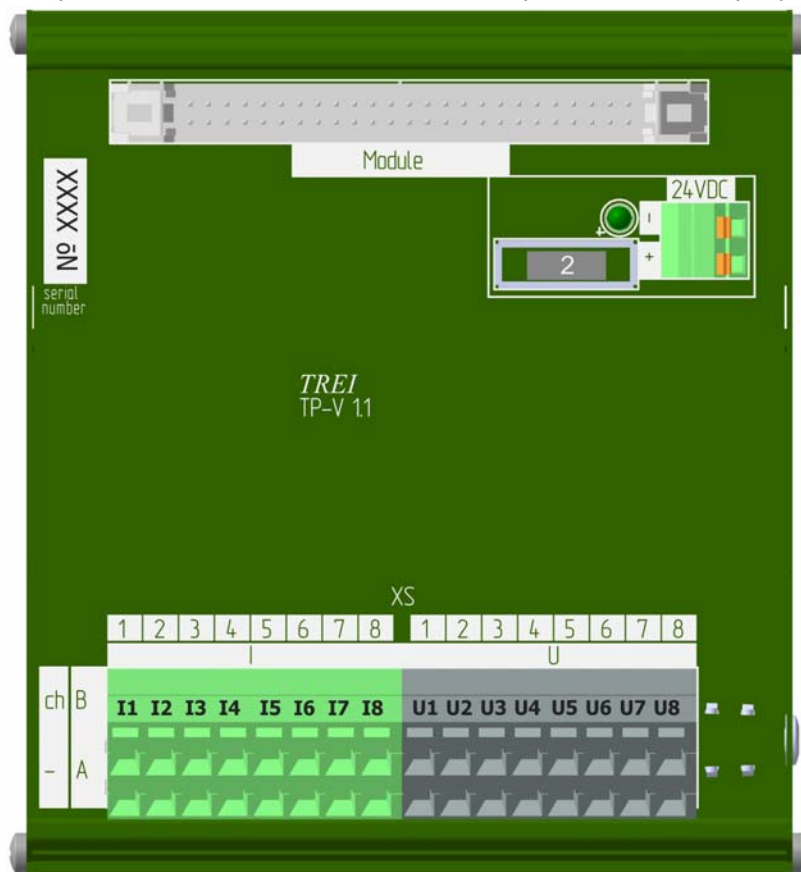 Module
24VDC
№ XXXX
–
+
2
serial
number
TREI
TP-V 1.1
XS
1 2 3 4 5 6 7 8 1 2 3 4 5 6 7 8
I U
ch B I1 I2 I3 I4 I5 I6 I7 I8 U1 U2 U3 U4 U5 U6 U7 U8
– A